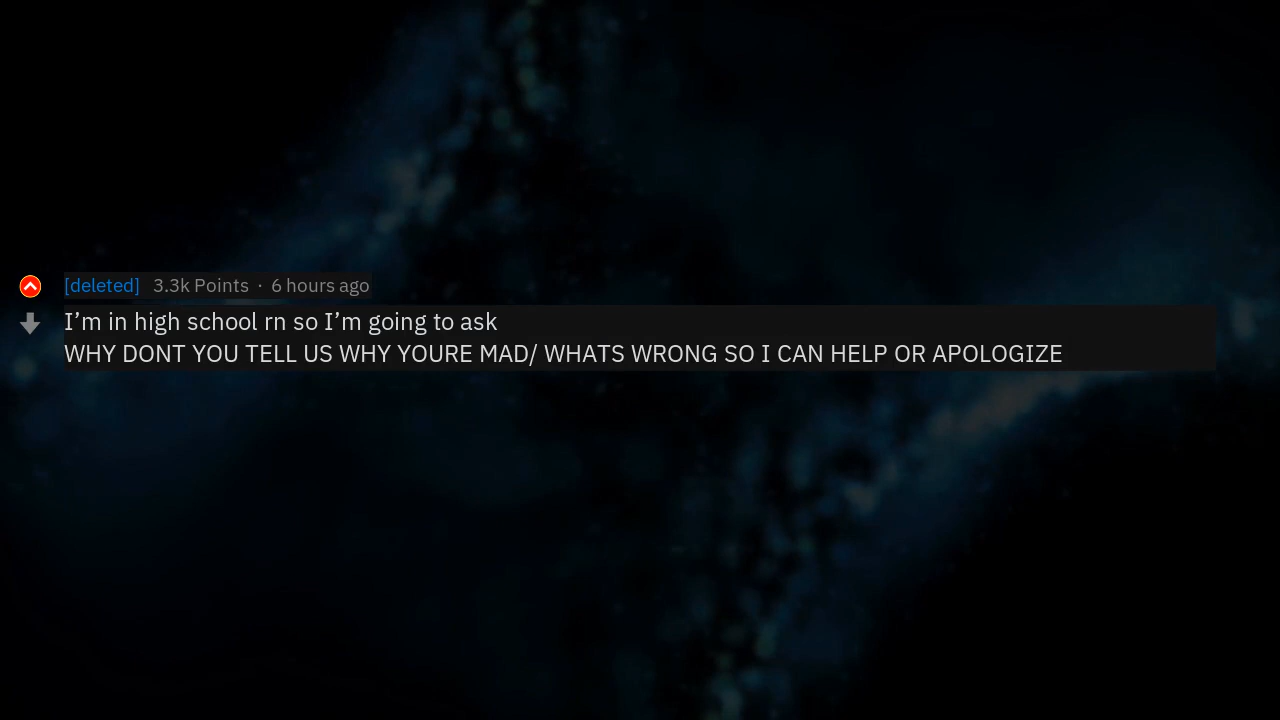 [deleted] 3.3k Points · 6 hours ago
I’m in high school rn so I’m going to ask
WHY DONT YOU TELL US WHY YOURE MAD/ WHATS WRONG SO I CAN HELP OR APOLOGIZE